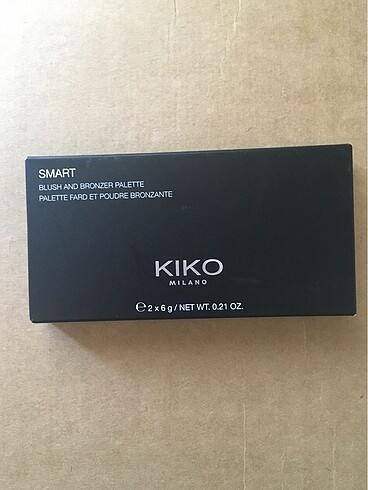 SMART
BLUSH AND BRONZER PALETTE
PALETTE FARD ET POUDRE BRONZANTE
KIKO
MILANO
℮ 2 x 6 g / NET WT. 0.21 OZ.